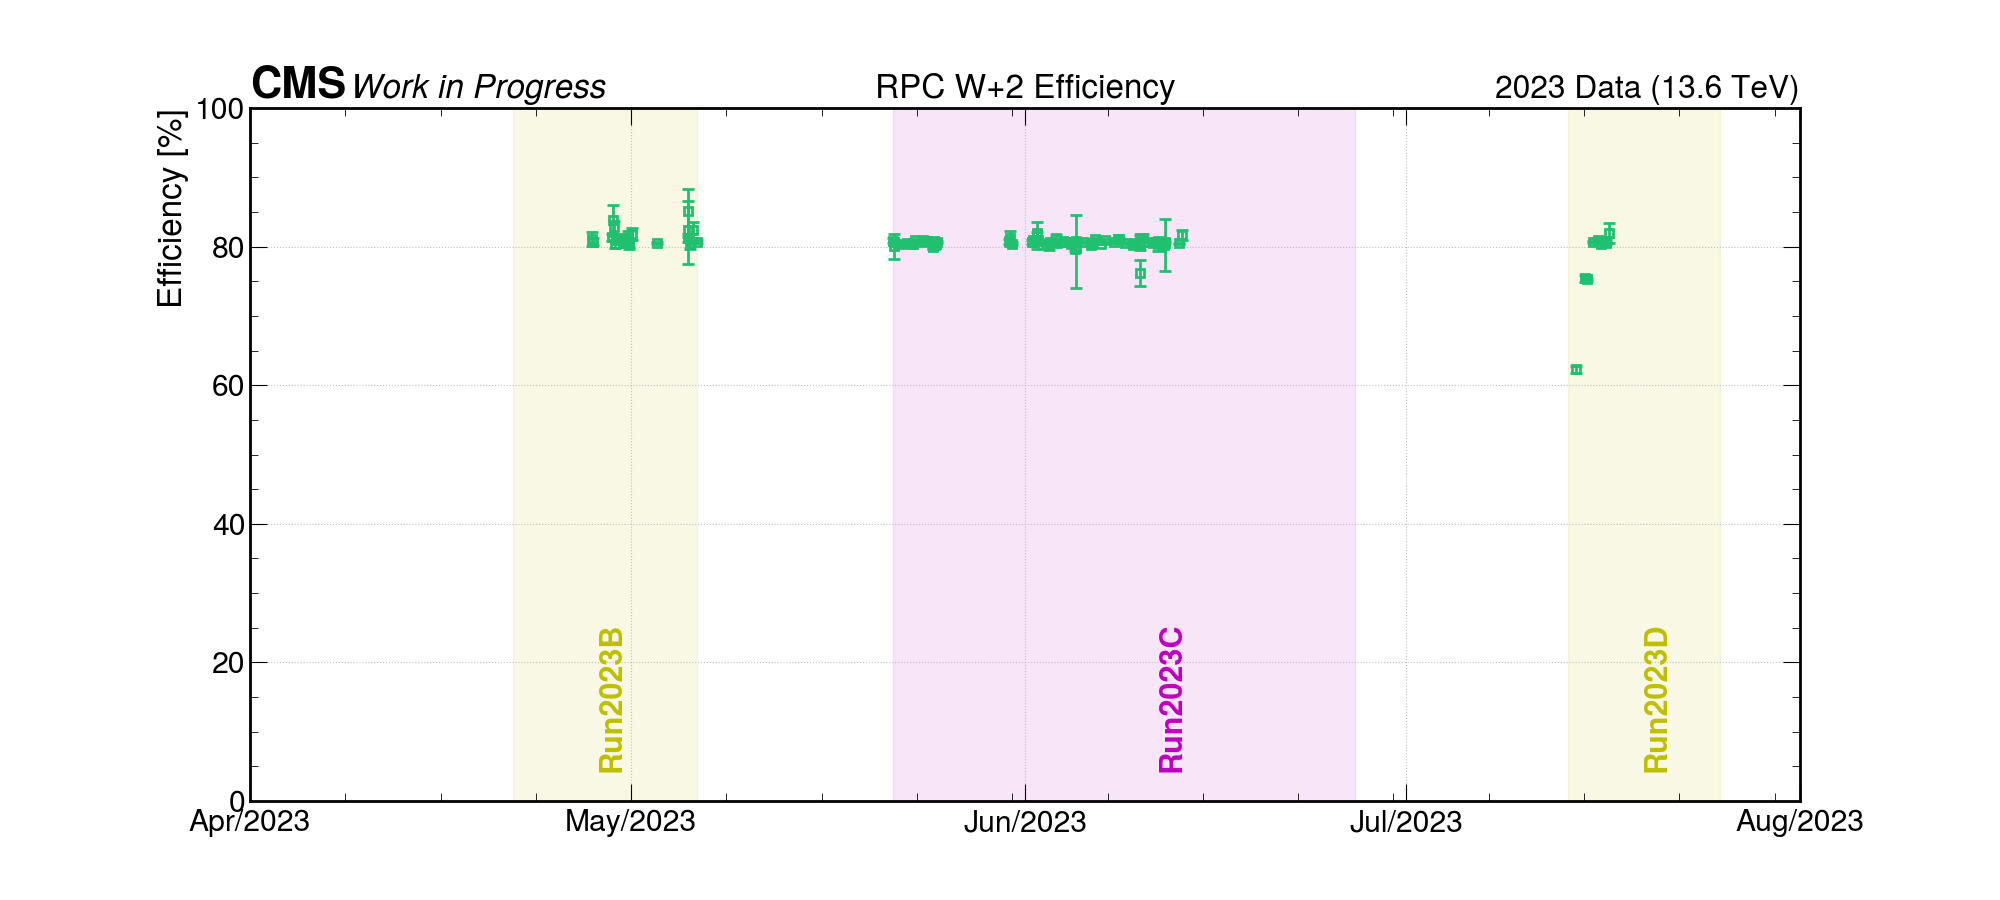 CMS Work in Progress RPC W+2 Efficiency 2023 Data (13.6 TeV)
Efficiency [%]
100
80
60
40
20
0
Run2023B
Run2023C
Run2023D
Apr/2023 May/2023 Jun/2023 Jul/2023 Aug/2023